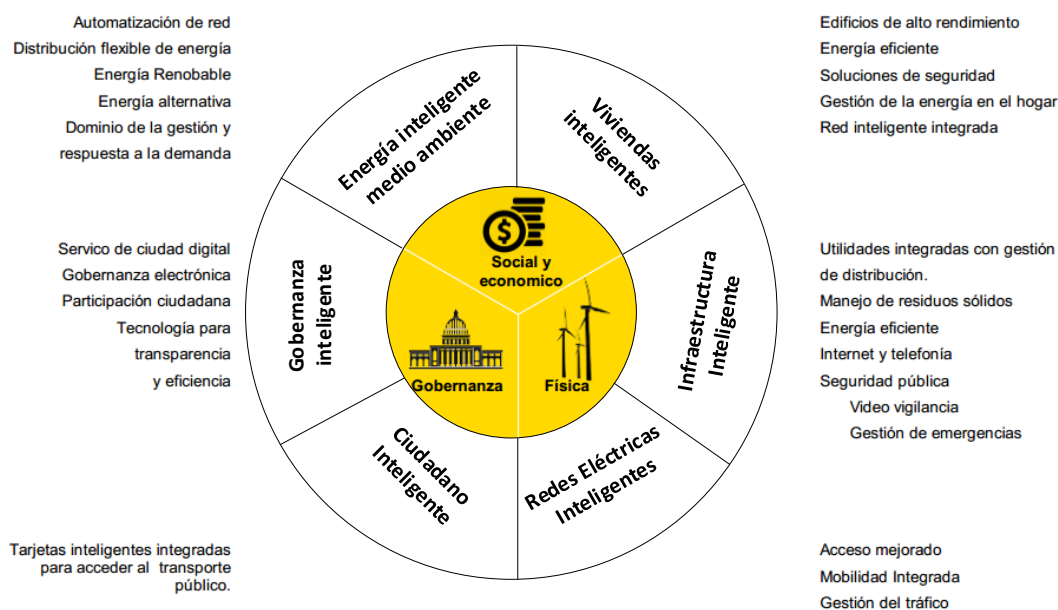 Automatización de red
Distribución flexible de energía
Energía Renobable
Energía alternativa
Dominio de la gestión y
respuesta a la demanda
Edificios de alto rendimiento
Energía eficiente
Soluciones de seguridad
Gestión de la energía en el hogar
Red inteligente integrada
Energía inteligente
medio ambiente
Viviendas
inteligentes
Servico de ciudad digital
Gobernanza electrónica
Participación ciudadana
Tecnología para
transparencia
y eficiencia
Gobernanza
inteligente
$
Social y
economico
Gobernanza
Física
Infraestructura
Inteligente
Utilidades integradas con gestión
de distribución.
Manejo de residuos sólidos
Energía eficiente
Internet y telefonía
Seguridad pública
Video vigilancia
Gestión de emergencias
Ciudadano
Inteligente
Redes Eléctricas
Inteligentes
Tarjetas inteligentes integradas
para acceder al transporte
público.
Acceso mejorado
Mobilidad Integrada
Gestión del tráfico